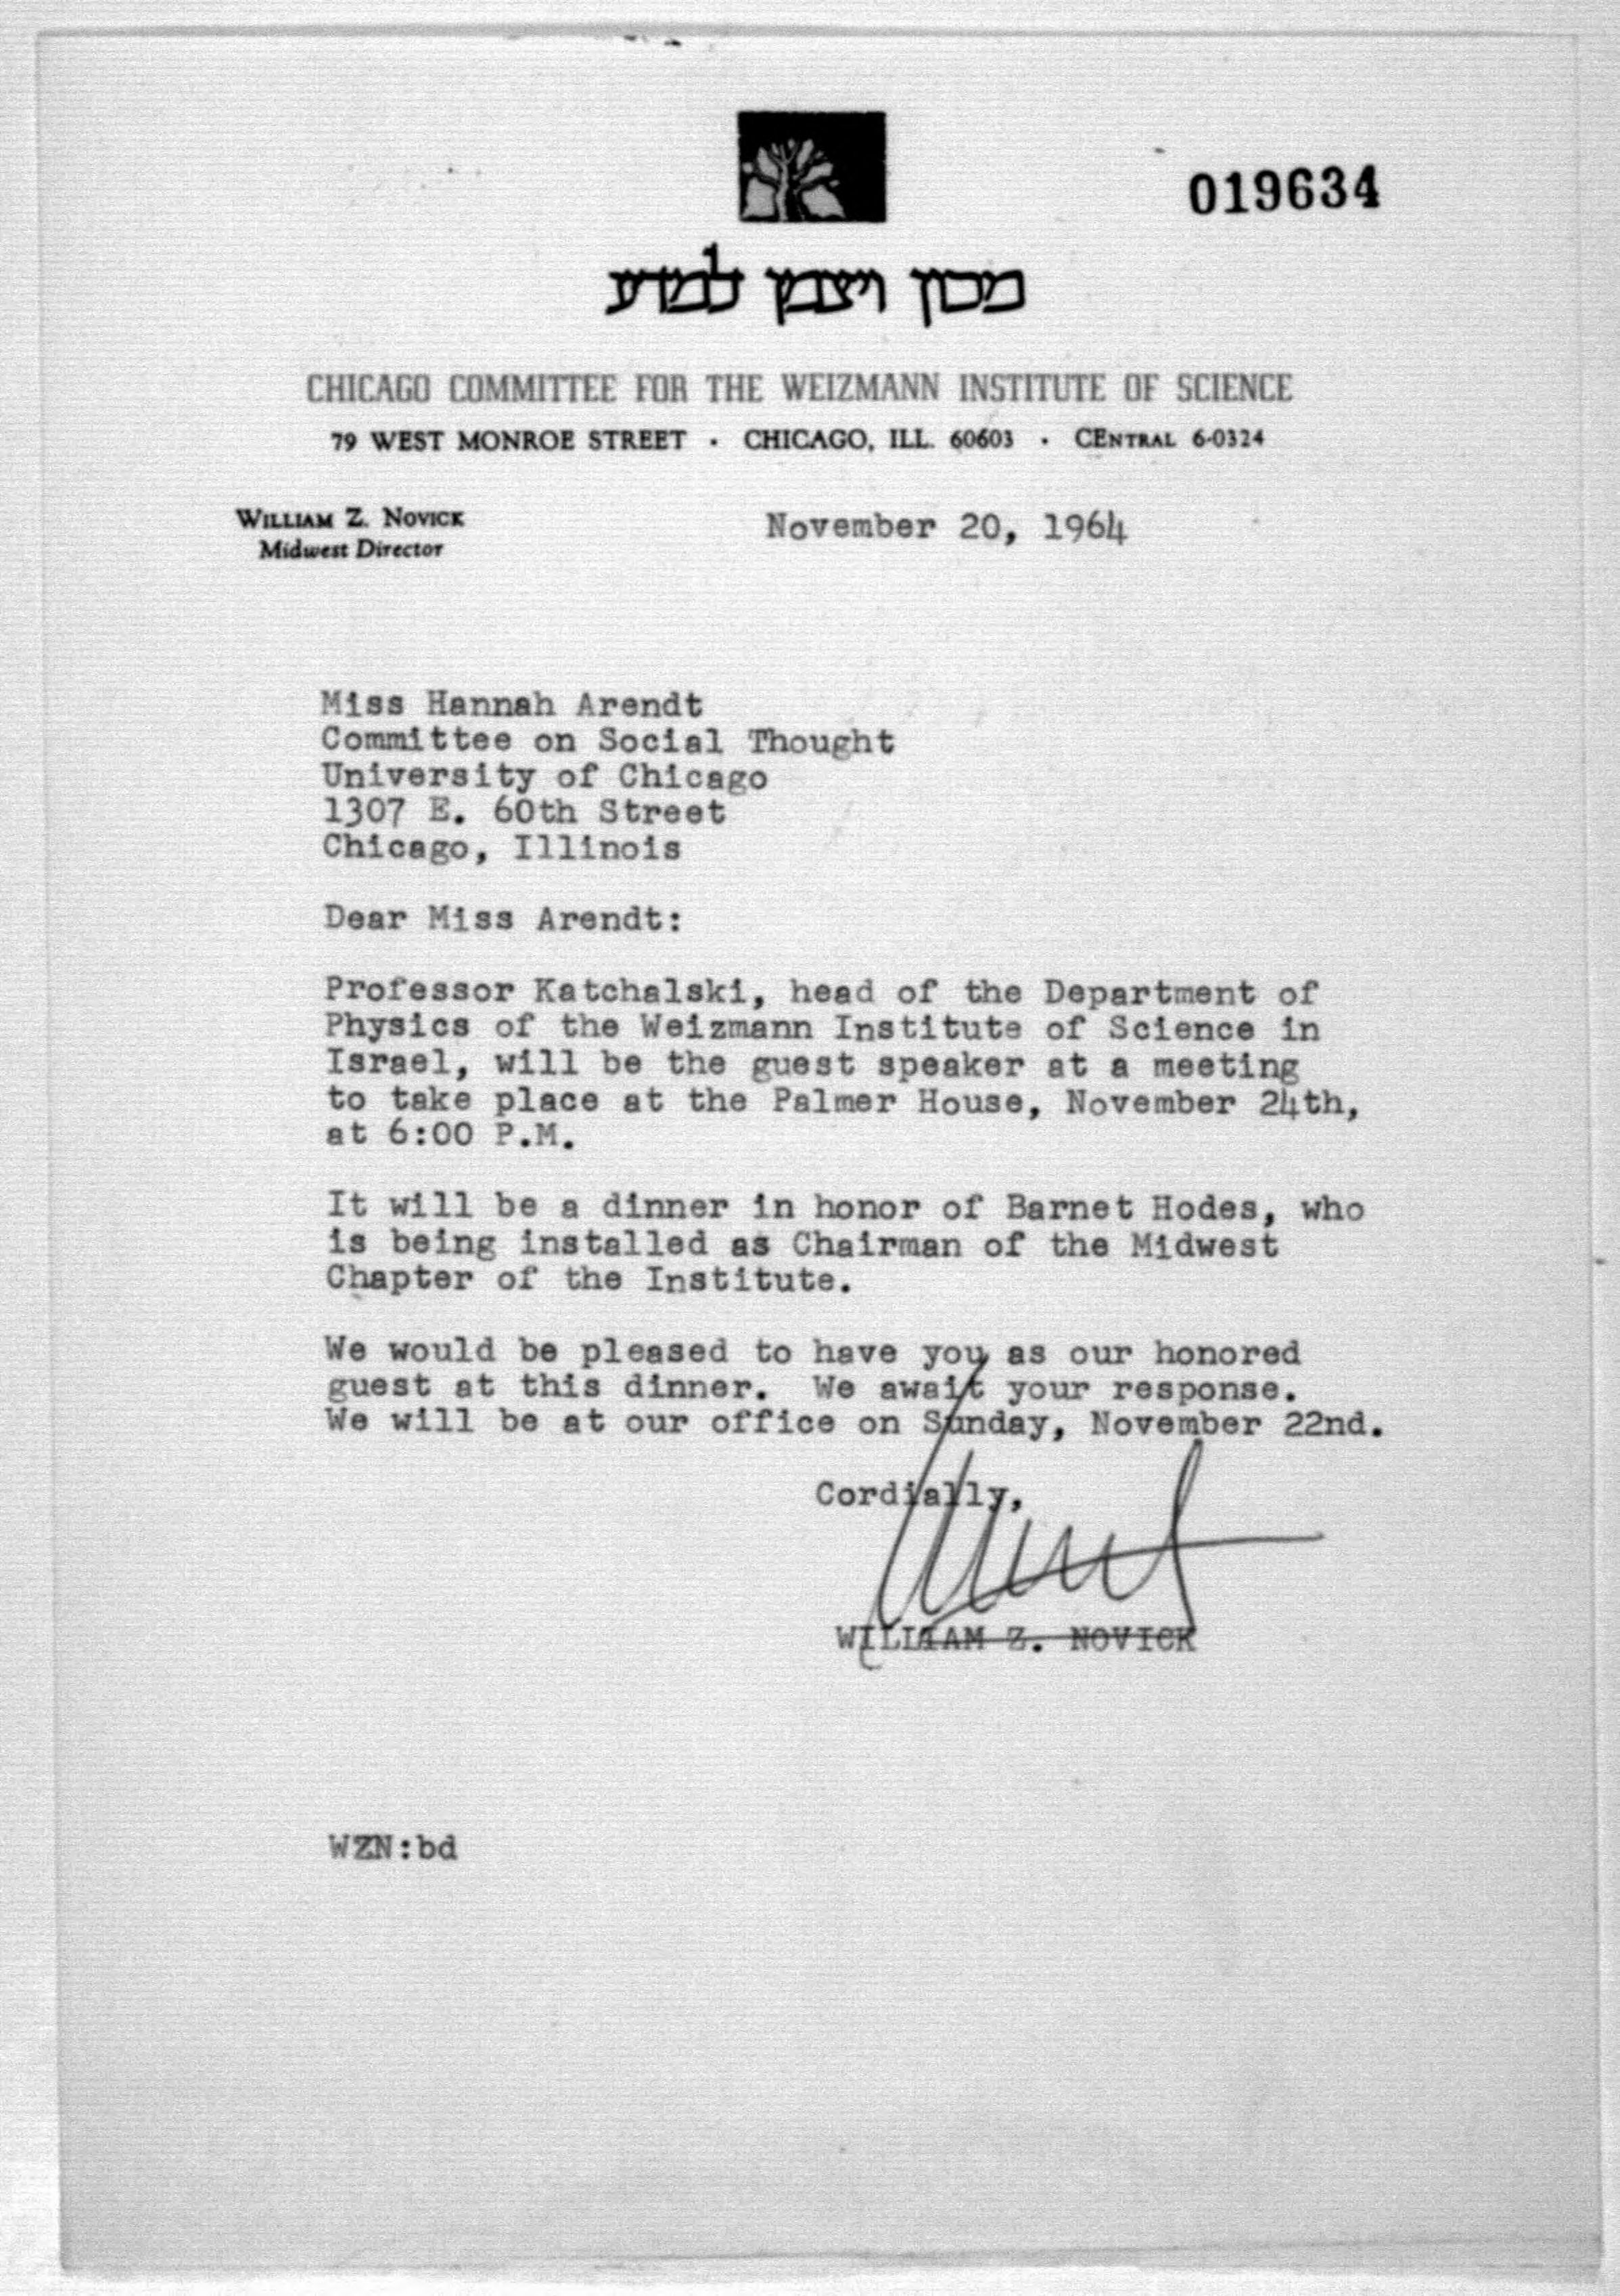 019634
מכון ויצמן למדע
CHICAGO COMMITTEE FOR THE WEIZMANN INSTITUTE OF SCIENCE
79 WEST MONROE STREET · CHICAGO, ILL. 60603 · CENTRAL 6-0324
WILLIAM Z. NOVICK
Midwest Director
November 20, 1964
Miss Hannah Arendt
Committee on Social Thought
University of Chicago
1307 E. 60th Street
Chicago, Illinois
Dear Miss Arendt:
Professor Katchalski, head of the Department of
Physics of the Weizmann Institute of Science in
Israel, will be the guest speaker at a meeting
to take place at the Palmer House, November 24th,
at 6:00 P.M.
It will be a dinner in honor of Barnet Hodes, who
is being installed as Chairman of the Midwest
Chapter of the Institute.
We would be pleased to have you as our honored
guest at this dinner. We await your response.
We will be at our office on Sunday, November 22nd.
Cordially,
WILLIAM Z. NOVICK
WZN:bd